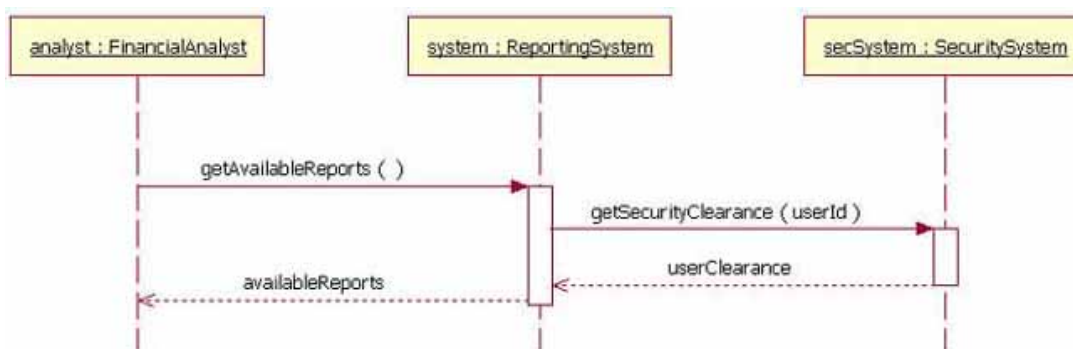 analyst : FinancialAnalyst
system : ReportingSystem
secSystem : SecuritySystem
getAvailableReports ( )
getSecurityClearance ( userId )
userClearance
availableReports